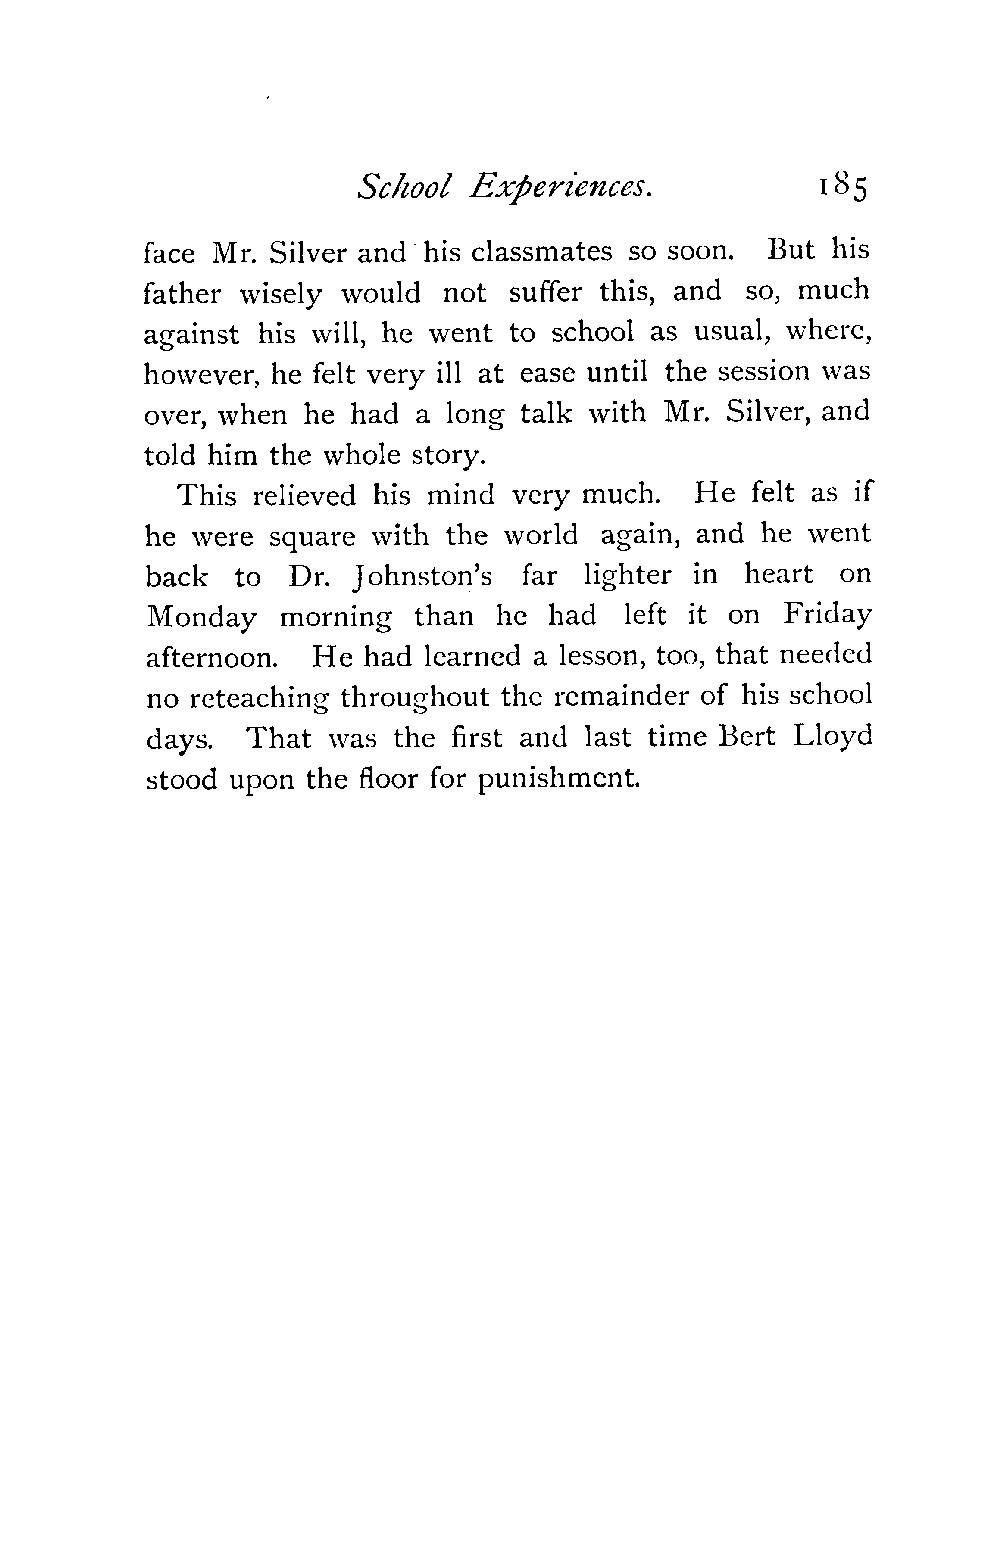 School Experiences. 185
face Mr. Silver and his classmates so soon. But his
father wisely would not suffer this, and so, much
against his will, he went to school as usual, where,
however, he felt very ill at ease until the session was
over, when he had a long talk with Mr. Silver, and
told him the whole story.
This relieved his mind very much. He felt as if
he were square with the world again, and he went
back to Dr. Johnston's far lighter in heart on
Monday morning than he had left it on Friday
afternoon. He had learned a lesson, too, that needed
no reteaching throughout the remainder of his school
days. That was the first and last time Bert Lloyd
stood upon the floor for punishment.